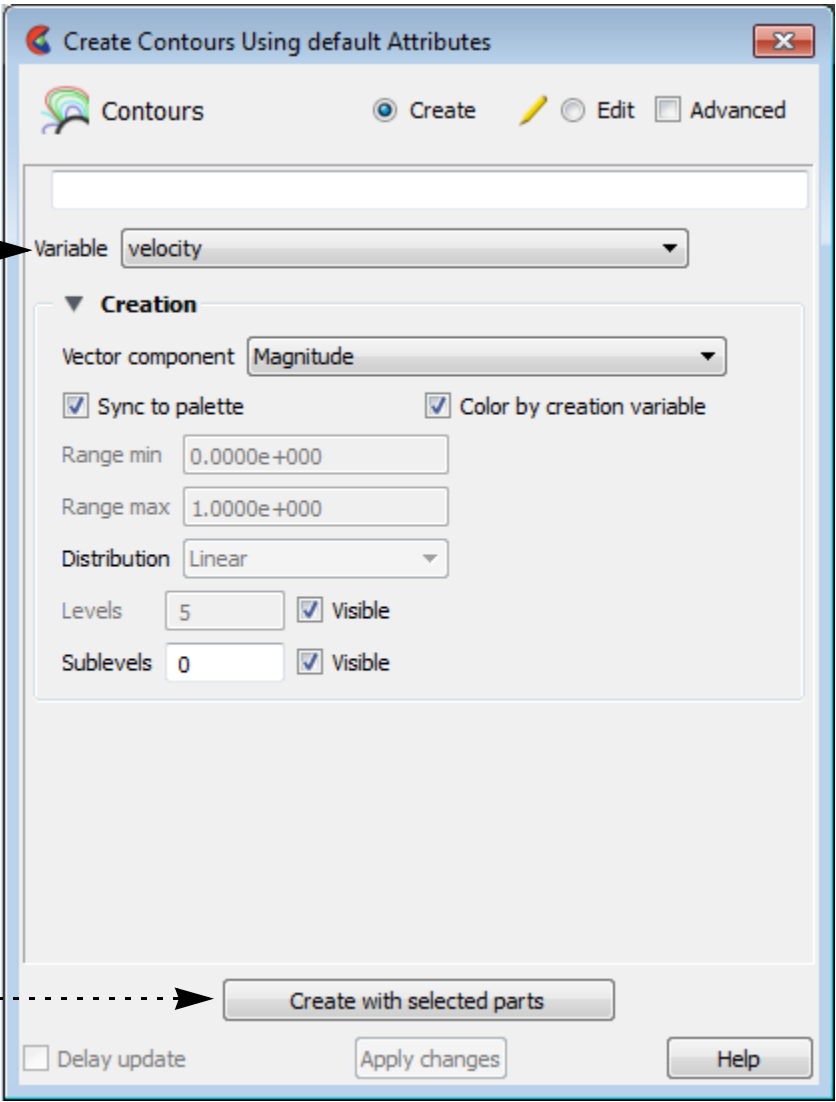 Create Contours Using default Attributes
Contours Create Edit Advanced
Variable velocity
Creation
Vector component Magnitude
Sync to palette Color by creation variable
Range min 0.0000e+000
Range max 1.0000e+000
Distribution Linear
Levels 5 Visible
Sublevels 0 Visible
Create with selected parts
Delay update Apply changes Help